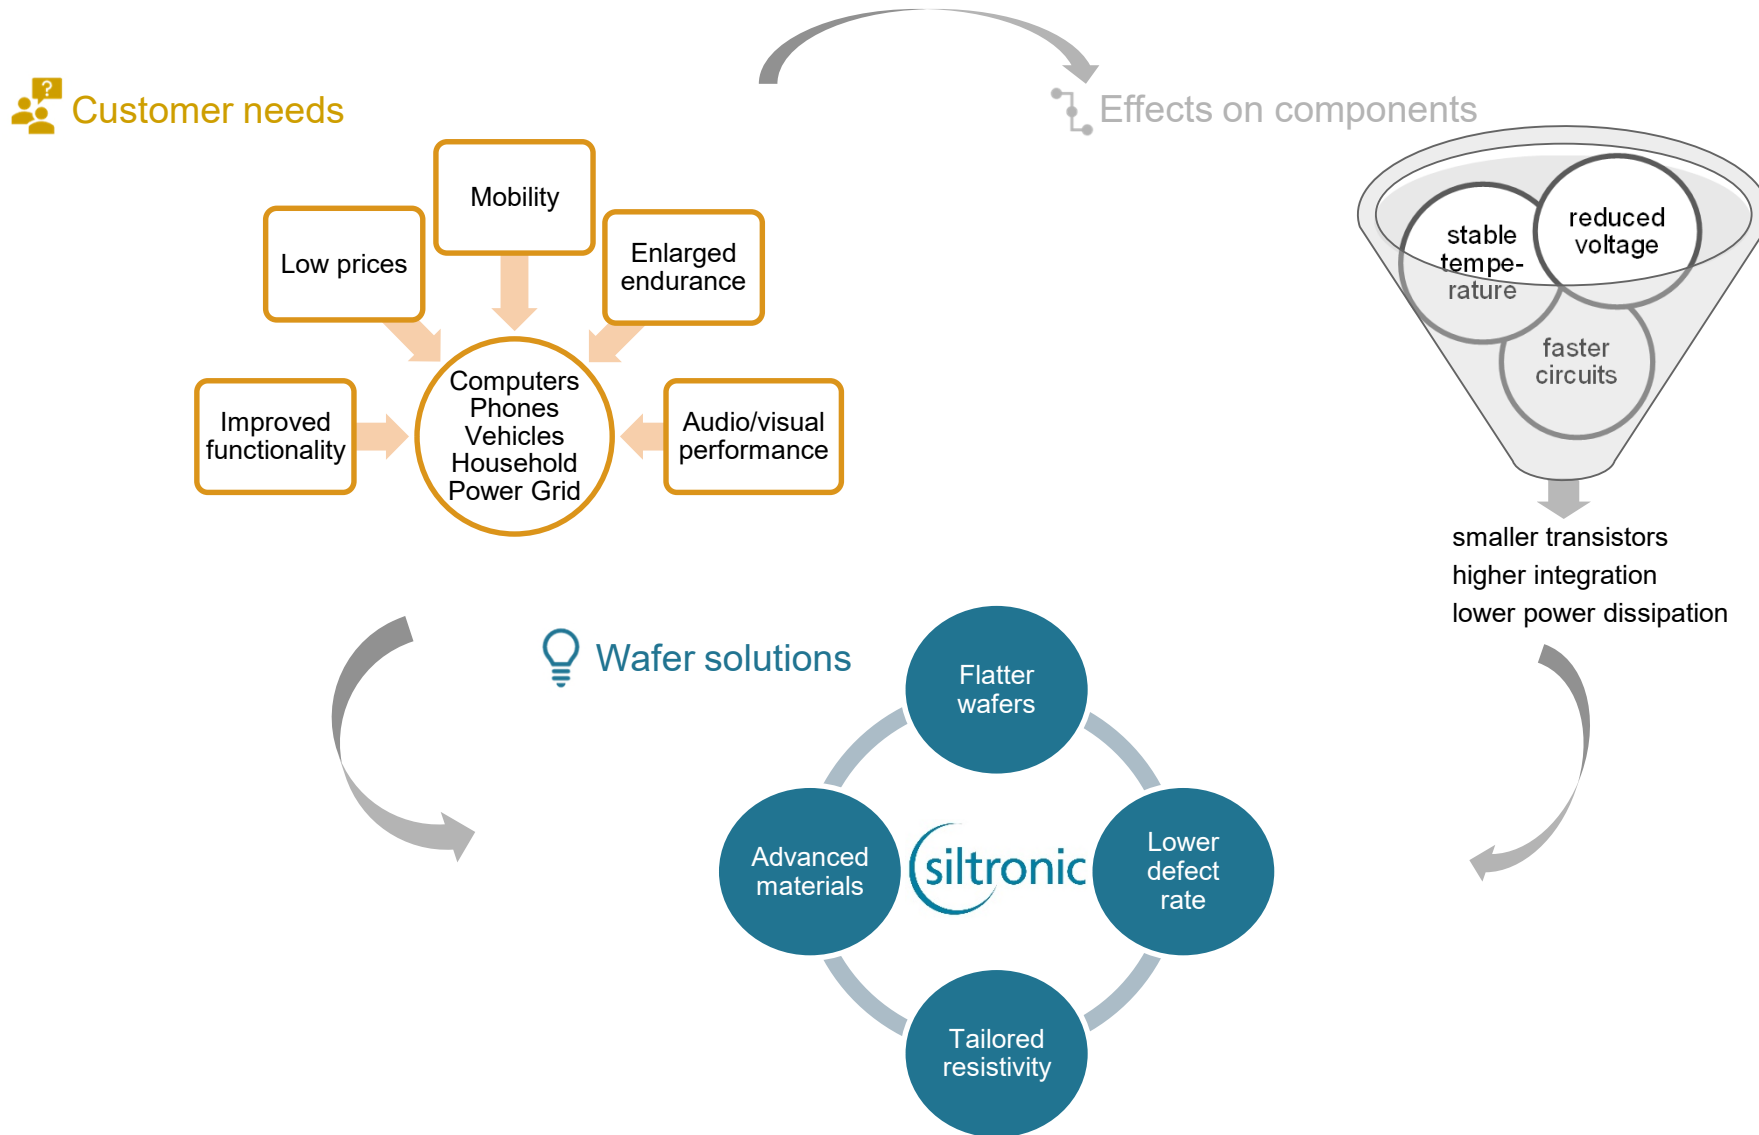 ?
Customer needs
Effects on components
Mobility
Low prices
Enlarged
endurance
Improved
functionality
Computers
Phones
Vehicles
Household
Power Grid
Audio/visual
performance
stable
tempe-
rature
reduced
voltage
faster
circuits
smaller transistors
higher integration
lower power dissipation
Wafer solutions
Flatter
wafers
Advanced
materials
siltronic
Lower
defect
rate
Tailored
resistivity